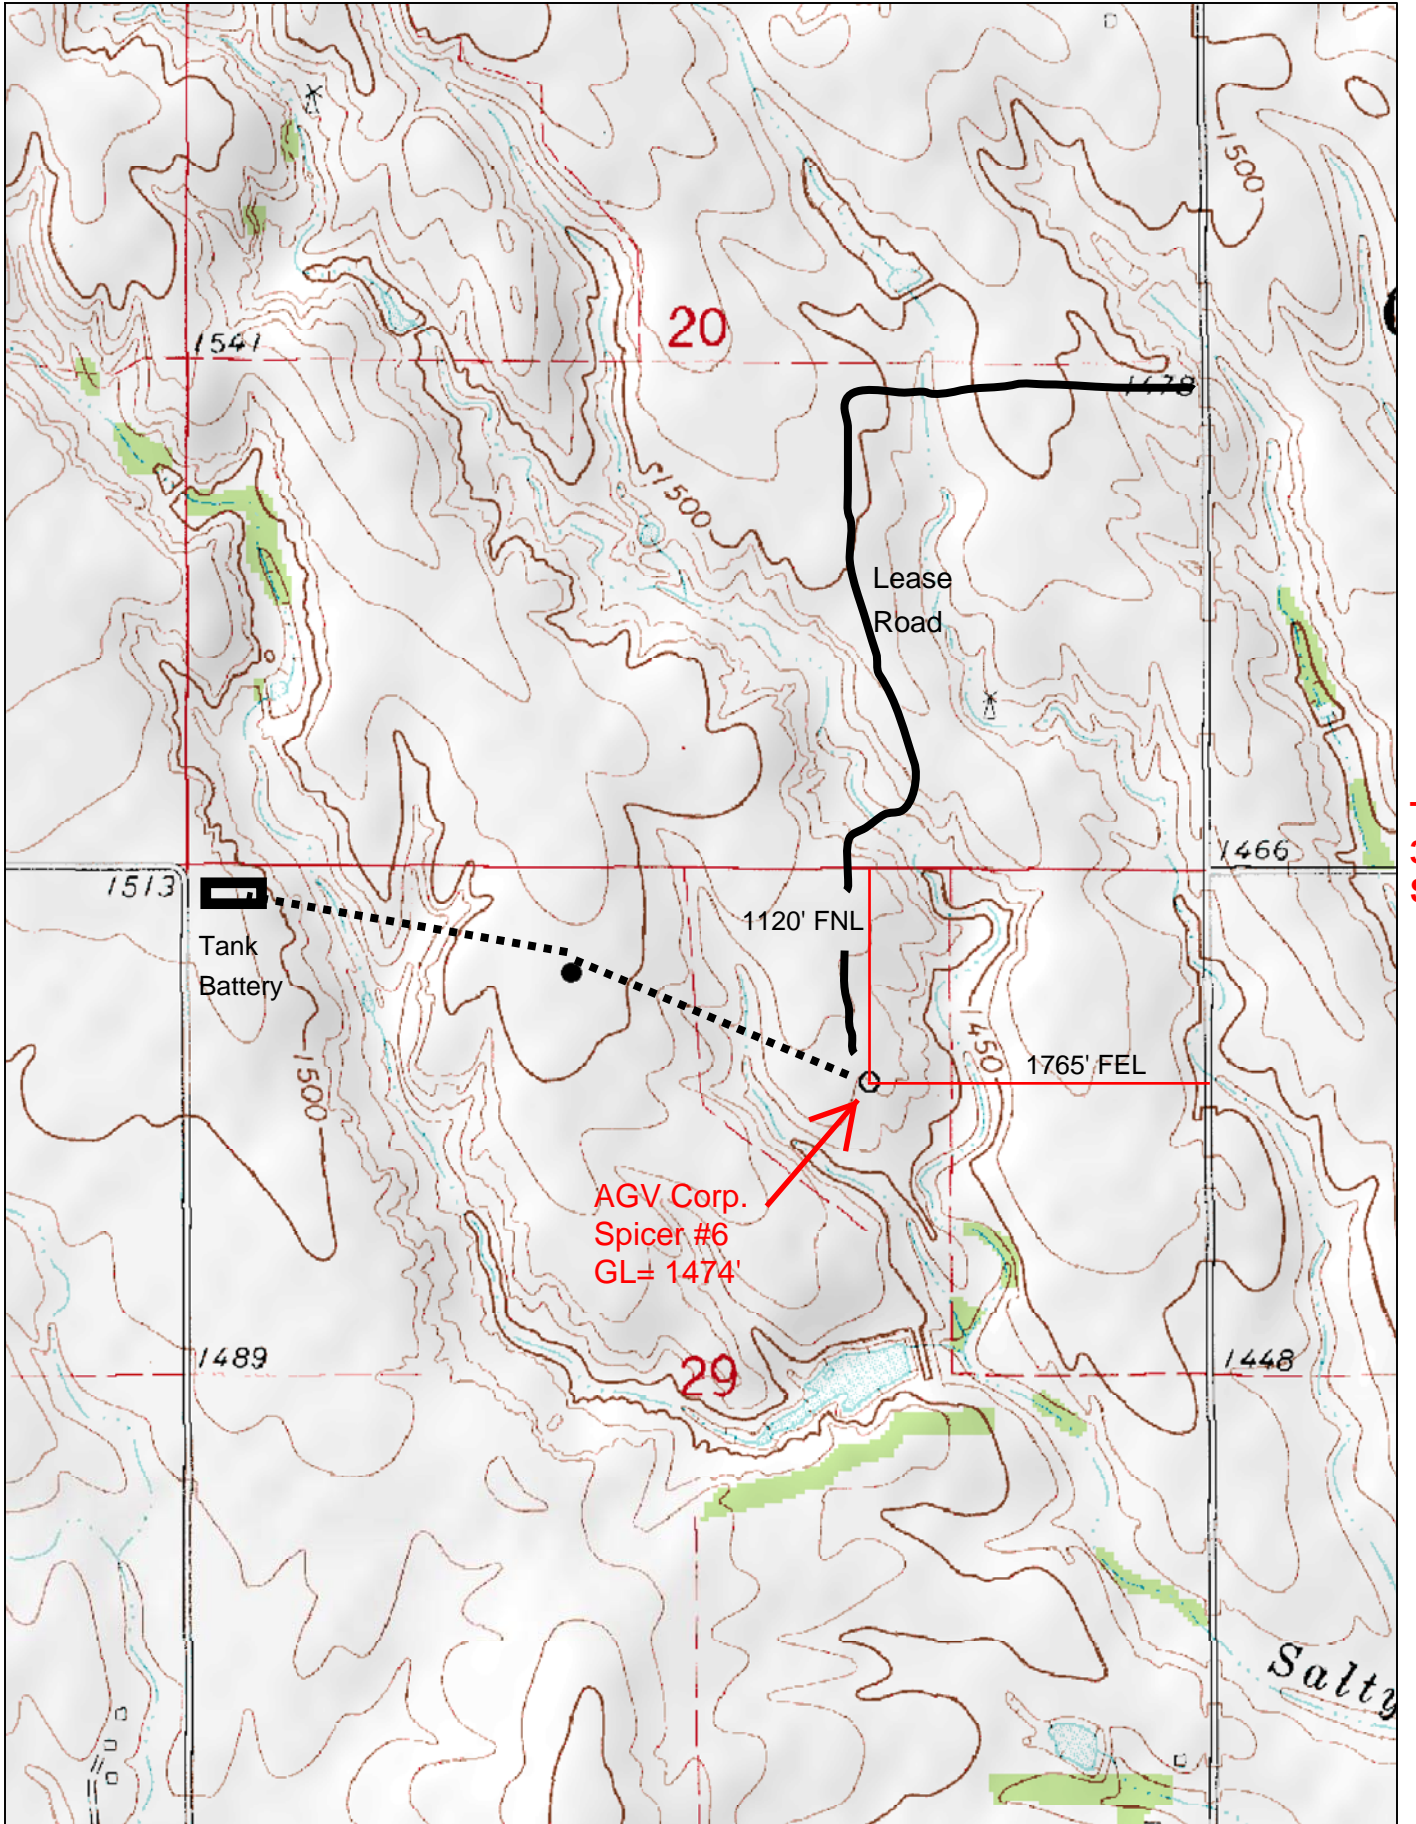 1500
1541
20
1478
1500
Lease
Road
1466
1513
Tank
Battery
1120' FNL
1450
1765' FEL
1500
AGV Corp.
Spicer #6
GL= 1474'
1489
29
1448
Salty